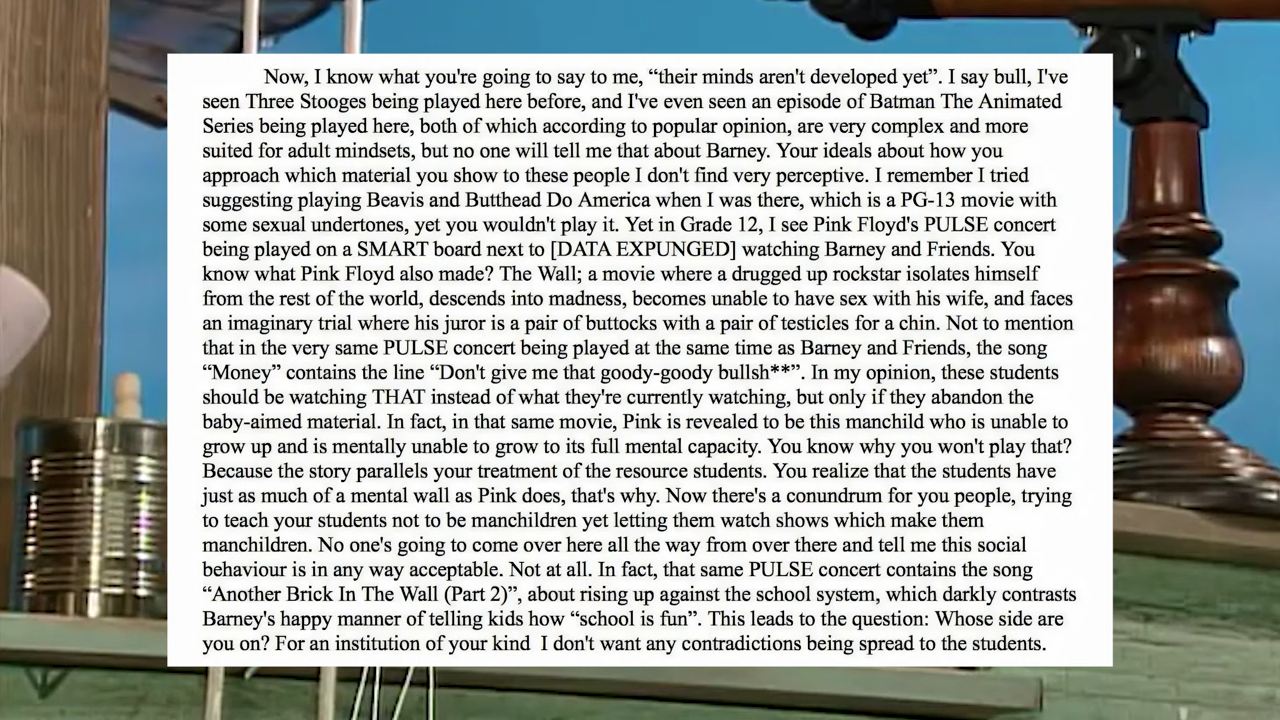 Now, I know what you're going to say to me, “their minds aren't developed yet”. I say bull, I've
seen Three Stooges being played here before, and I've even seen an episode of Batman The Animated
Series being played here, both of which according to popular opinion, are very complex and more
suited for adult mindsets, but no one will tell me that about Barney. Your ideals about how you
approach which material you show to these people I don't find very perceptive. I remember I tried
suggesting playing Beavis and Butthead Do America when I was there, which is a PG-13 movie with
some sexual undertones, yet you wouldn't play it. Yet in Grade 12, I see Pink Floyd's PULSE concert
being played on a SMART board next to [DATA EXPUNGED] watching Barney and Friends. You
know what Pink Floyd also made? The Wall; a movie where a drugged up rockstar isolates himself
from the rest of the world, descends into madness, becomes unable to have sex with his wife, and faces
an imaginary trial where his juror is a pair of buttocks with a pair of testicles for a chin. Not to mention
that in the very same PULSE concert being played at the same time as Barney and Friends, the song
“Money” contains the line “Don't give me that goody-goody bullsh**”. In my opinion, these students
should be watching THAT instead of what they're currently watching, but only if they abandon the
baby-aimed material. In fact, in that same movie, Pink is revealed to be this manchild who is unable to
grow up and is mentally unable to grow to its full mental capacity. You know why you won't play that?
Because the story parallels your treatment of the resource students. You realize that the students have
just as much of a mental wall as Pink does, that's why. Now there's a conundrum for you people, trying
to teach your students not to be manchildren yet letting them watch shows which make them
manchildren. No one's going to come over here all the way from over there and tell me this social
behaviour is in any way acceptable. Not at all. In fact, that same PULSE concert contains the song
“Another Brick In The Wall (Part 2)”, about rising up against the school system, which darkly contrasts
Barney's happy manner of telling kids how “school is fun”. This leads to the question: Whose side are
you on? For an institution of your kind  I don't want any contradictions being spread to the students.